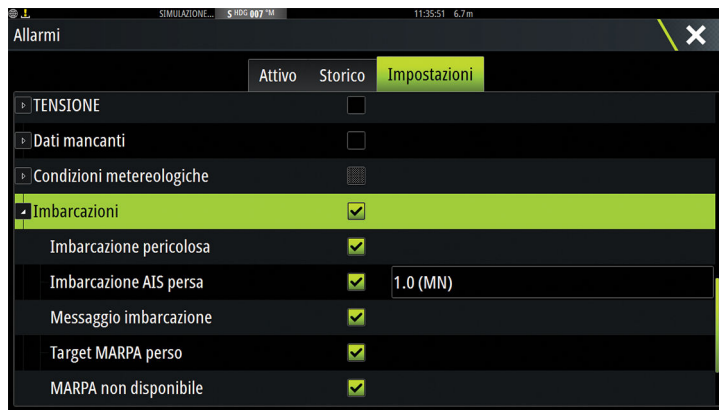 SIMULAZIONE... S HDG 007 °M 11:35:51 6.7 m
Allarmi
Attivo Storico Impostazioni
TENSIONE
Dati mancanti
Condizioni metereologiche
Imbarcazioni
Imbarcazione pericolosa
Imbarcazione AIS persa 1.0 (MN)
Messaggio imbarcazione
Target MARPA perso
MARPA non disponibile